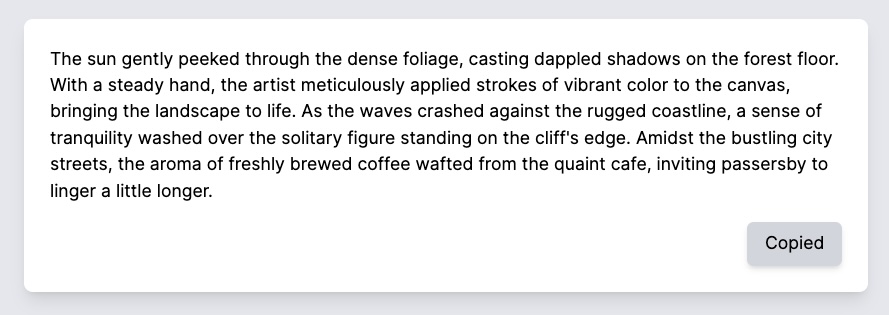 The sun gently peeked through the dense foliage, casting dappled shadows on the forest floor.
With a steady hand, the artist meticulously applied strokes of vibrant color to the canvas,
bringing the landscape to life. As the waves crashed against the rugged coastline, a sense of
tranquility washed over the solitary figure standing on the cliff's edge. Amidst the bustling city
streets, the aroma of freshly brewed coffee wafted from the quaint cafe, inviting passersby to
linger a little longer.
Copied